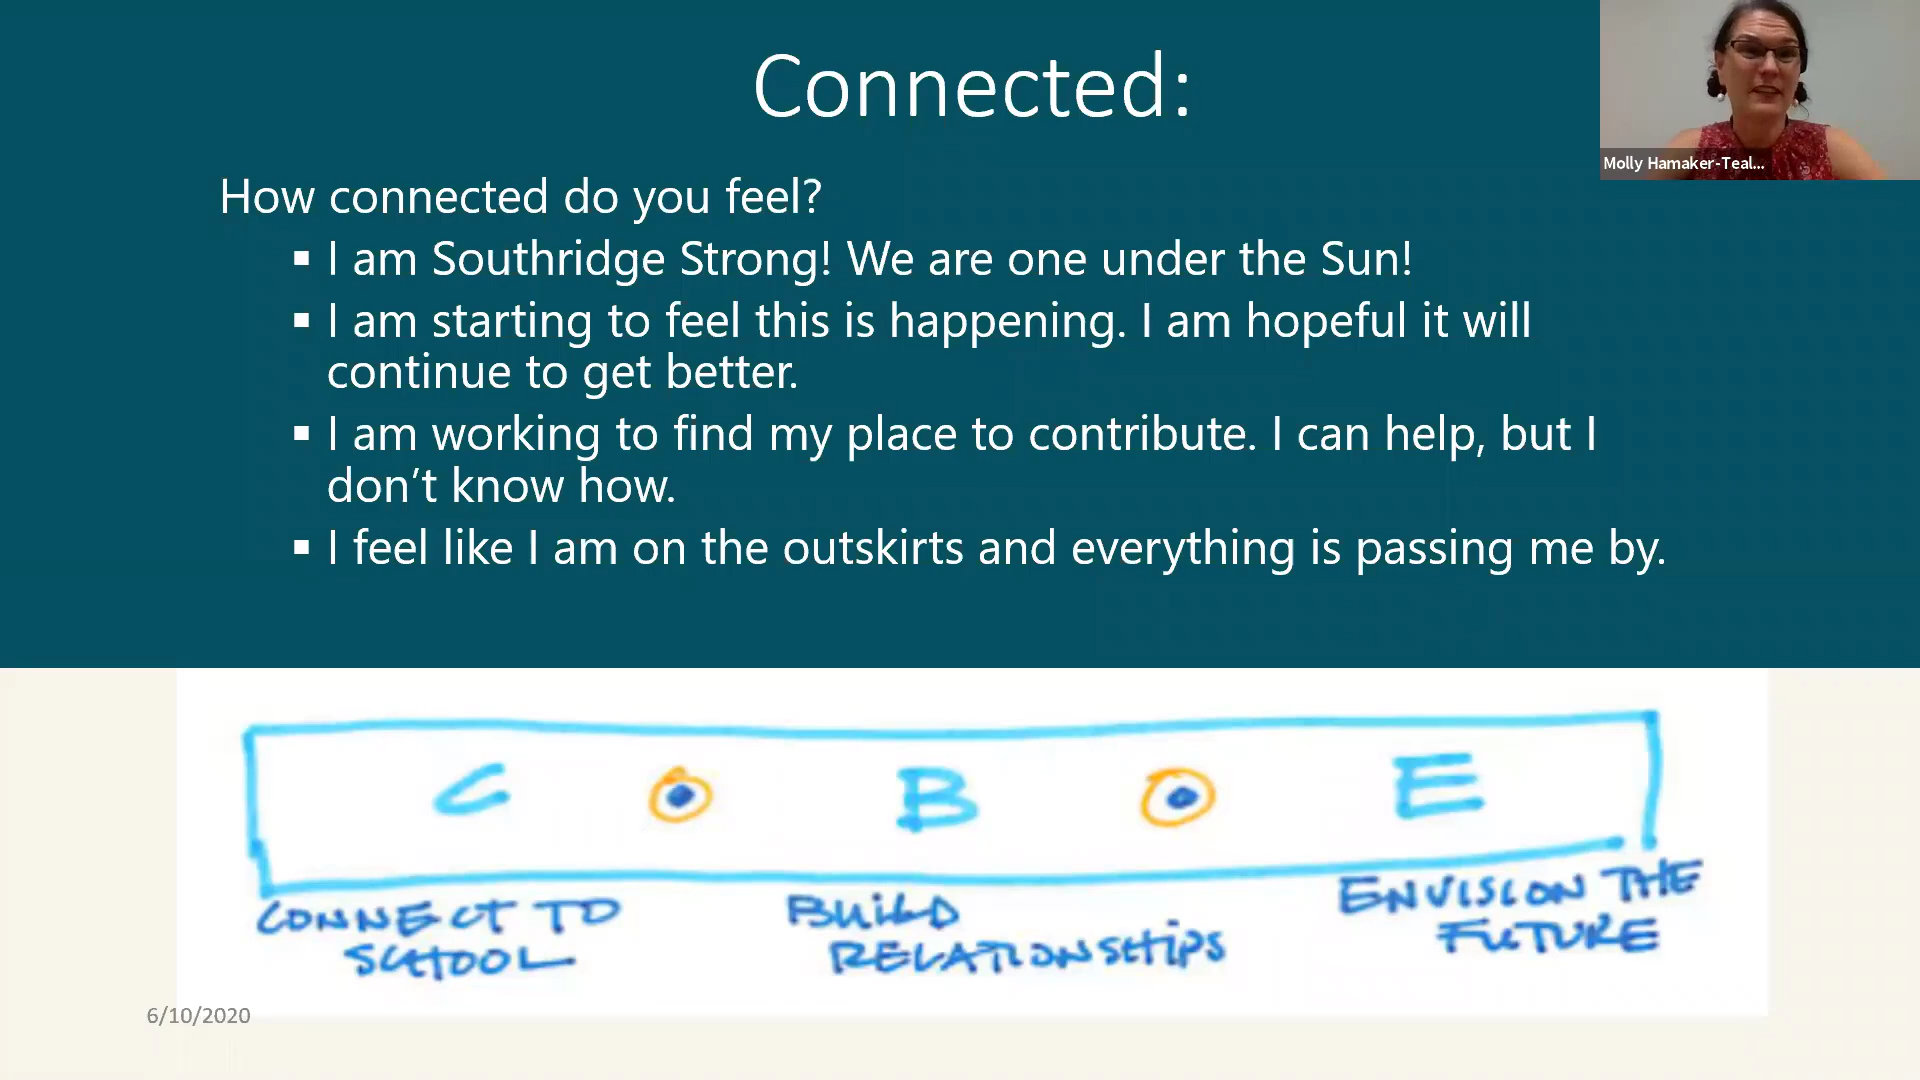 Connected:
Molly Hamaker-Teal...
How connected do you feel?
▪ I am Southridge Strong! We are one under the Sun!
▪ I am starting to feel this is happening. I am hopeful it will
continue to get better.
▪ I am working to find my place to contribute. I can help, but I
don’t know how.
▪ I feel like I am on the outskirts and everything is passing me by.
C B E
CONNECT TO
SCHOOL
BUILD
RELATIONSHIPS
ENVISION THE
FUTURE
6/10/2020